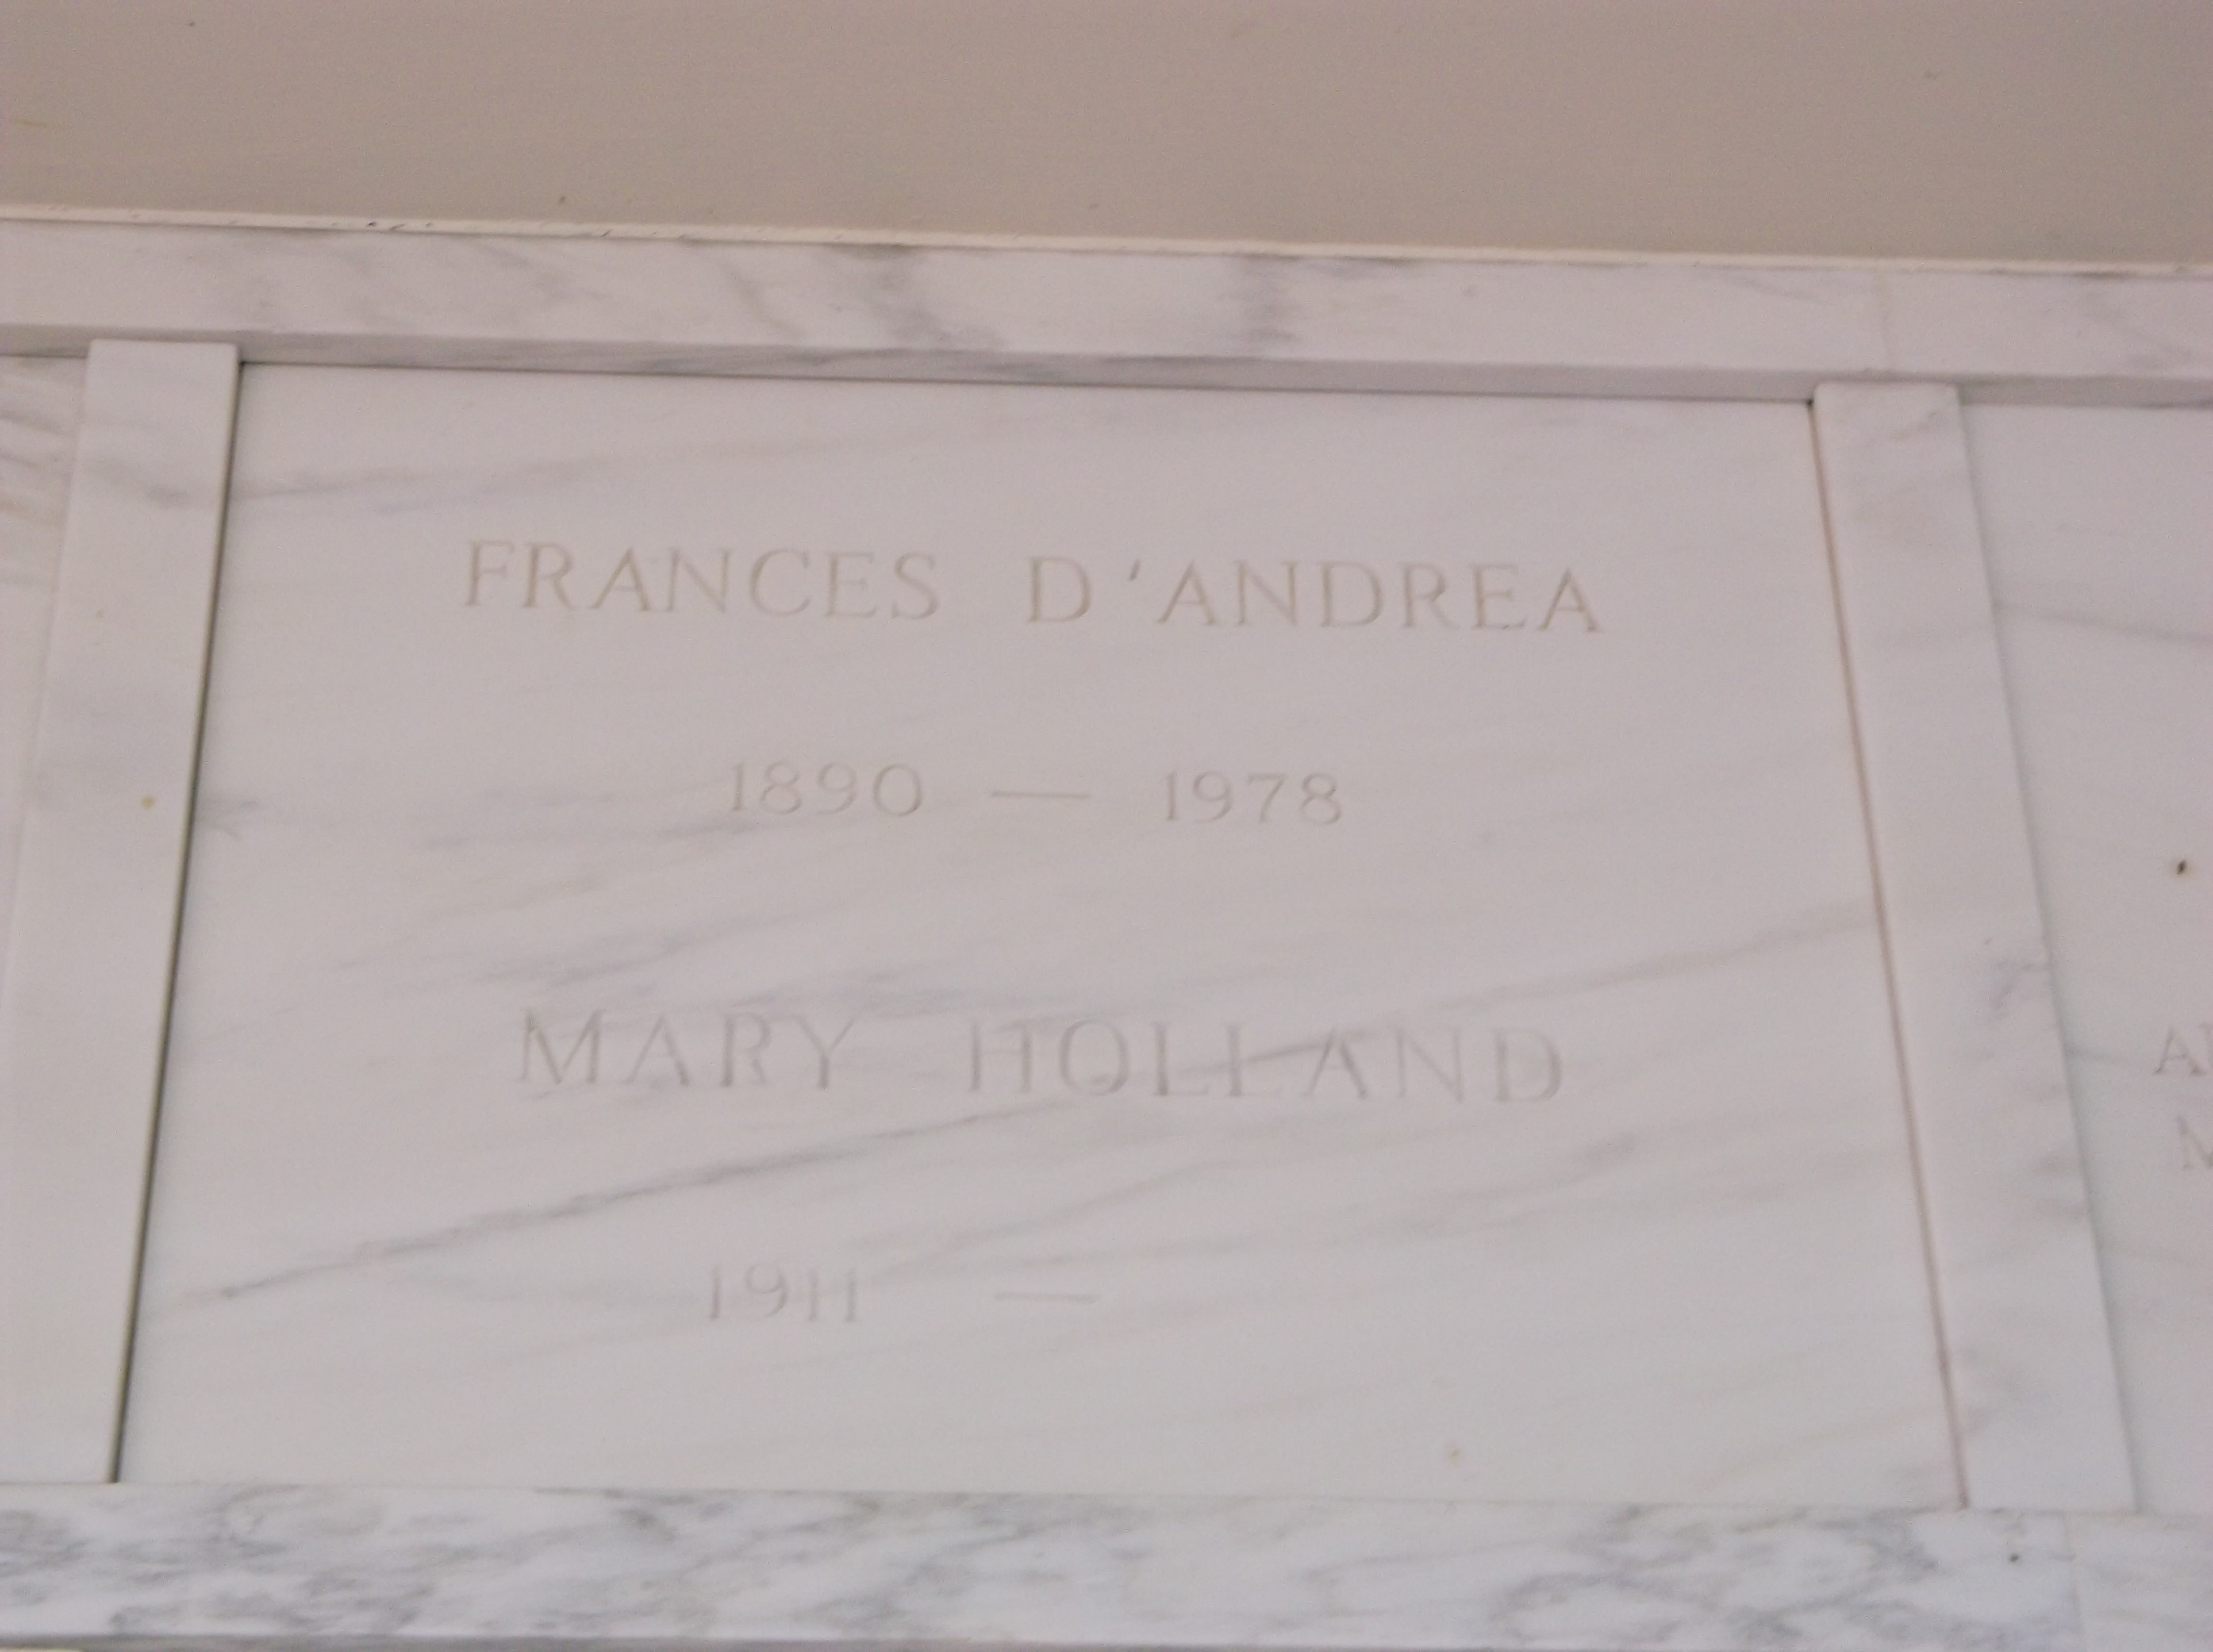 FRANCES D'ANDREA
1890 — 1978
MARY HOLLAND
1911 —